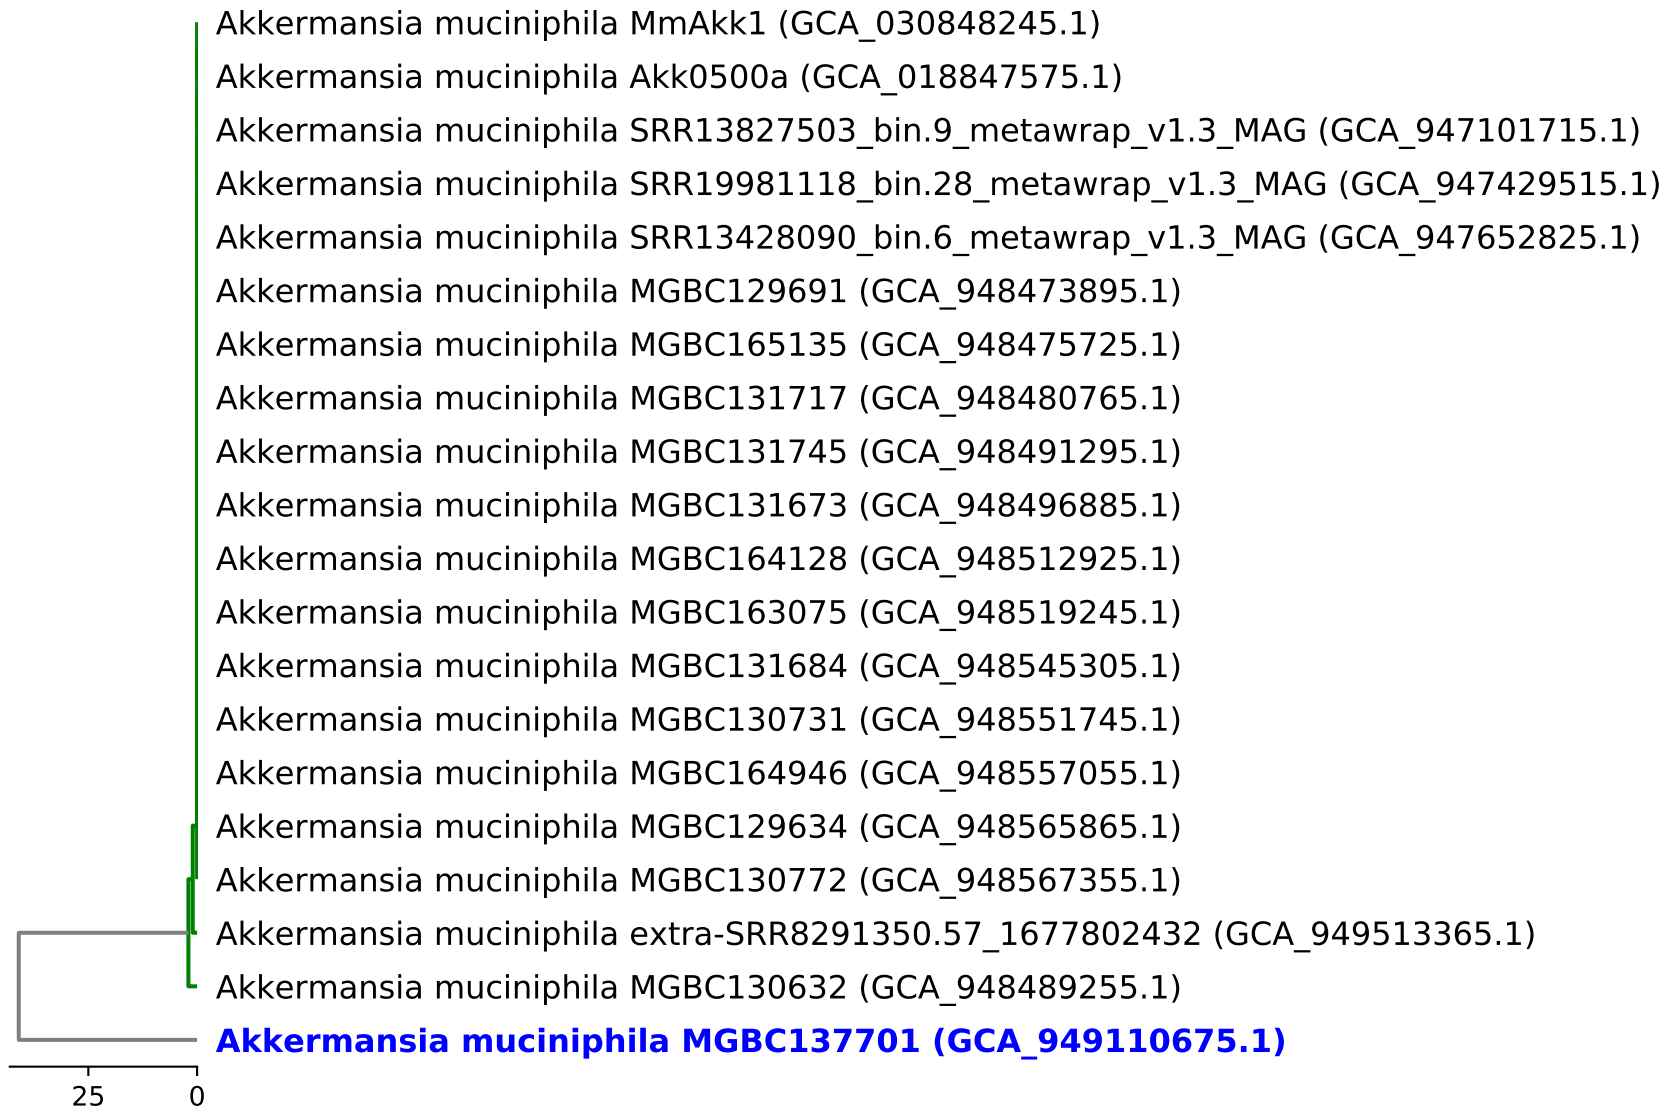 Akkermansia muciniphila MmAkk1 (GCA_030848245.1)
Akkermansia muciniphila Akk0500a (GCA_018847575.1)
Akkermansia muciniphila SRR13827503_bin.9_metawrap_v1.3_MAG (GCA_947101715.1)
Akkermansia muciniphila SRR19981118_bin.28_metawrap_v1.3_MAG (GCA_947429515.1)
Akkermansia muciniphila SRR13428090_bin.6_metawrap_v1.3_MAG (GCA_947652825.1)
Akkermansia muciniphila MGBC129691 (GCA_948473895.1)
Akkermansia muciniphila MGBC165135 (GCA_948475725.1)
Akkermansia muciniphila MGBC131717 (GCA_948480765.1)
Akkermansia muciniphila MGBC131745 (GCA_948491295.1)
Akkermansia muciniphila MGBC131673 (GCA_948496885.1)
Akkermansia muciniphila MGBC164128 (GCA_948512925.1)
Akkermansia muciniphila MGBC163075 (GCA_948519245.1)
Akkermansia muciniphila MGBC131684 (GCA_948545305.1)
Akkermansia muciniphila MGBC130731 (GCA_948551745.1)
Akkermansia muciniphila MGBC164946 (GCA_948557055.1)
Akkermansia muciniphila MGBC129634 (GCA_948565865.1)
Akkermansia muciniphila MGBC130772 (GCA_948567355.1)
Akkermansia muciniphila extra-SRR8291350.57_1677802432 (GCA_949513365.1)
Akkermansia muciniphila MGBC130632 (GCA_948489255.1)
Akkermansia muciniphila MGBC137701 (GCA_949110675.1)
25 0